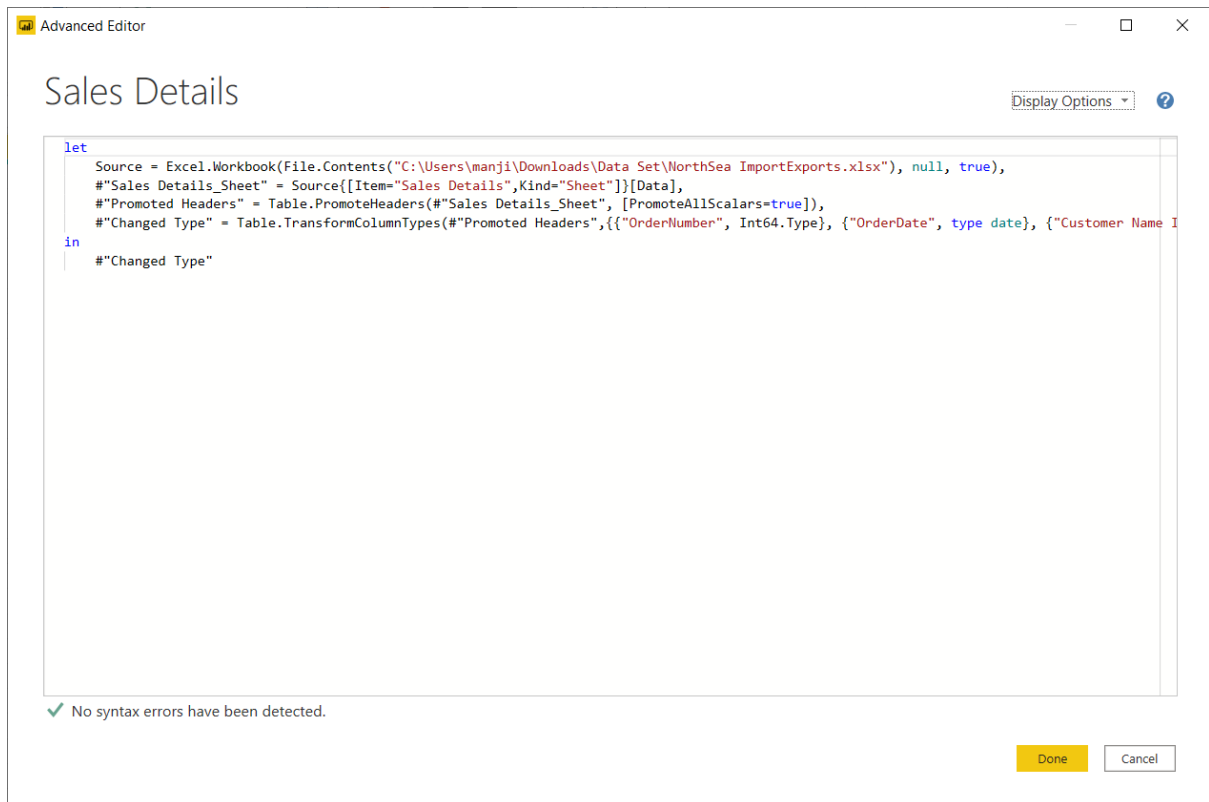 Advanced Editor
Sales Details
Display Options
let
    Source = Excel.Workbook(File.Contents("C:\Users\manji\Downloads\Data Set\NorthSea ImportExports.xlsx"), null, true),
    #"Sales Details_Sheet" = Source{[Item="Sales Details",Kind="Sheet"]}[Data],
    #"Promoted Headers" = Table.PromoteHeaders(#"Sales Details_Sheet", [PromoteAllScalars=true]),
    #"Changed Type" = Table.TransformColumnTypes(#"Promoted Headers",{{"OrderNumber", Int64.Type}, {"OrderDate", type date}, {"Customer Name I
in
    #"Changed Type"
No syntax errors have been detected.
Done
Cancel